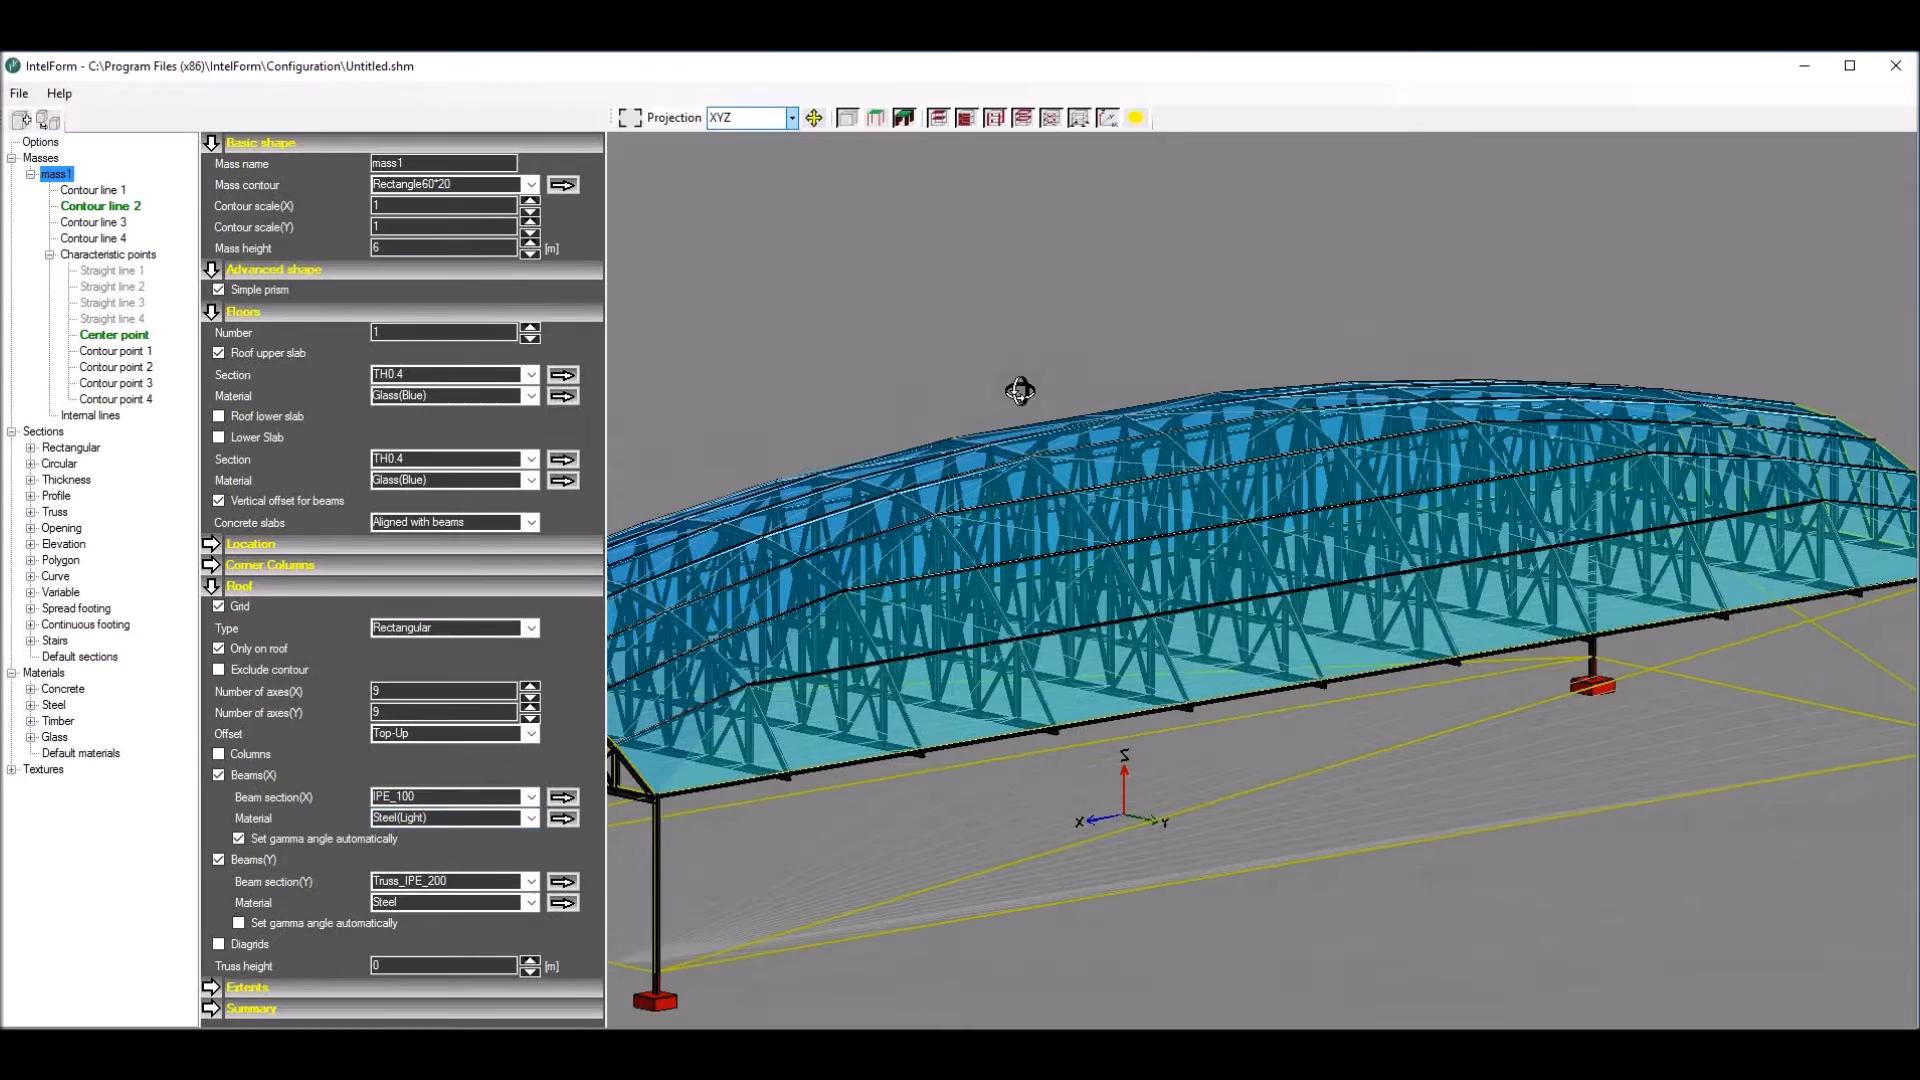 IntelForm - C:\Program Files (x86)\IntelForm\Configuration\Untitled.shm
File Help
Projection XYZ
Options
Masses
mass1
Contour line 1
Contour line 2
Contour line 3
Contour line 4
Characteristic points
Straight line 1
Straight line 2
Straight line 3
Straight line 4
Center point
Contour point 1
Contour point 2
Contour point 3
Contour point 4
Internal lines
Sections
Rectangular
Circular
Thickness
Profile
Truss
Opening
Elevation
Polygon
Curve
Variable
Spread footing
Continuous footing
Stairs
Default sections
Materials
Concrete
Steel
Timber
Glass
Default materials
Textures
Basic shape
Mass name mass1
Mass contour Rectangle60*20
Contour scale(X) 1
Contour scale(Y) 1
Mass height 6 [m]
Advanced shape
Simple prism
Floors
Number 1
Roof upper slab
Section TH0.4
Material Glass(Blue)
Roof lower slab
Lower Slab
Section TH0.4
Material Glass(Blue)
Vertical offset for beams
Concrete slabs Aligned with beams
Location
Corner Columns
Roof
Grid
Type Rectangular
Only on roof
Exclude contour
Number of axes(X) 9
Number of axes(Y) 9
Offset Top-Up
Columns
Beams(X)
Beam section(X) IPE_100
Material Steel(Light)
Set gamma angle automatically
Beams(Y)
Beam section(Y) Truss_IPE_200
Material Steel
Set gamma angle automatically
Diagrids
Truss height 0 [m]
Extents
Summary
X Y